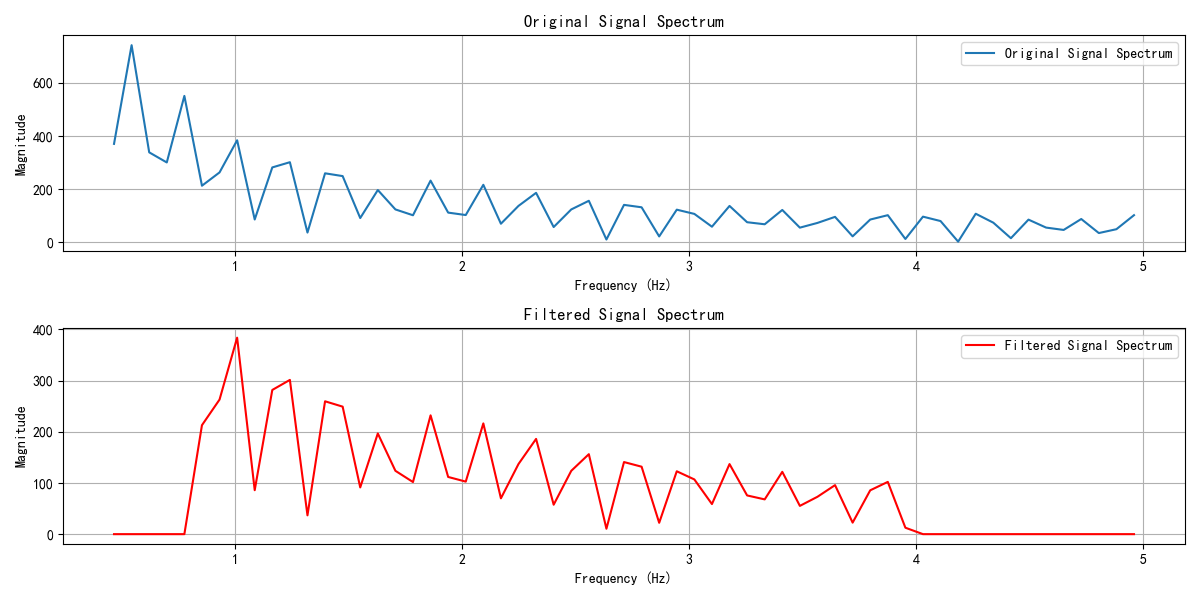 Original Signal Spectrum
Original Signal Spectrum
Magnitude
600
400
200
0
1 2 3 4 5
Frequency (Hz)
Filtered Signal Spectrum
Filtered Signal Spectrum
Magnitude
400
300
200
100
0
1 2 3 4 5
Frequency (Hz)